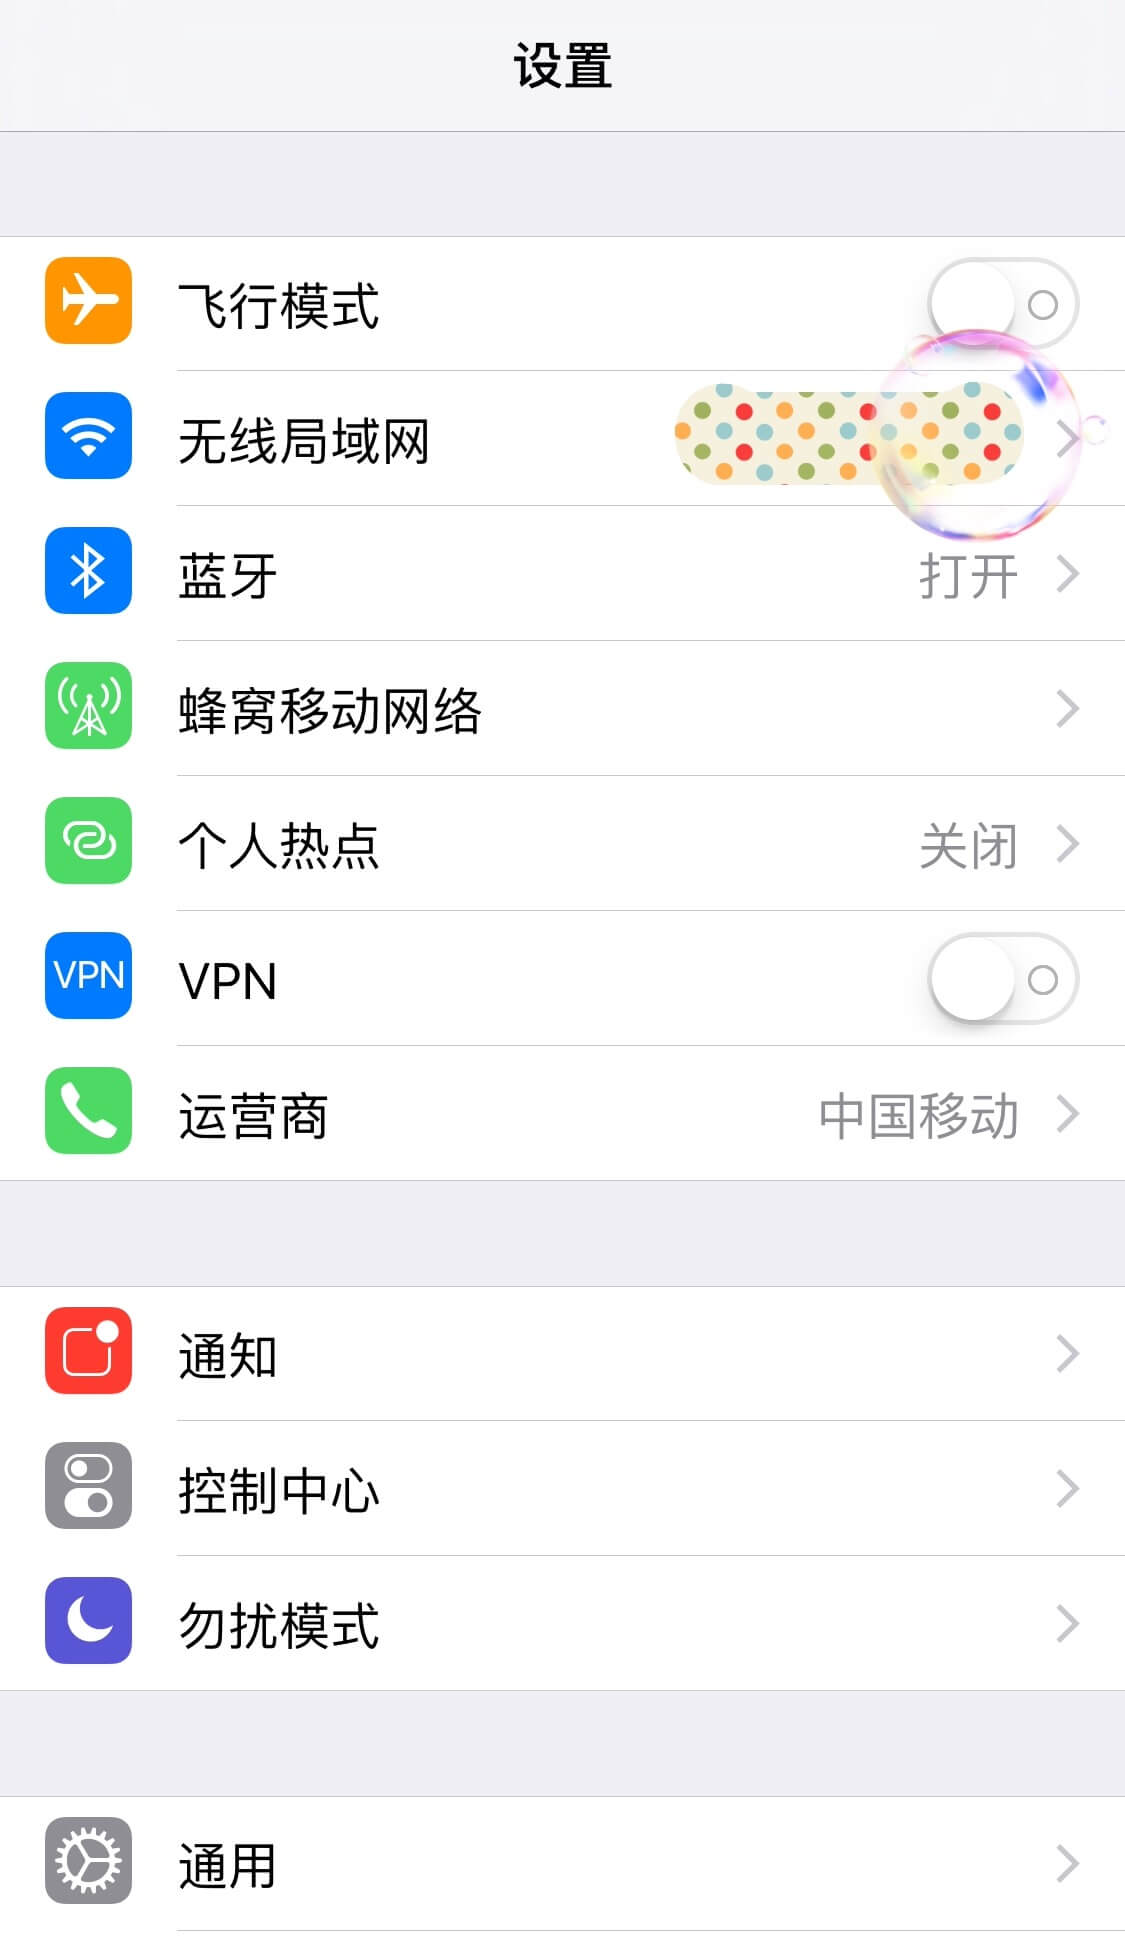 设置
飞行模式
无线局域网
蓝牙 打开
蜂窝移动网络
个人热点 关闭
VPN VPN
运营商 中国移动
通知
控制中心
勿扰模式
通用